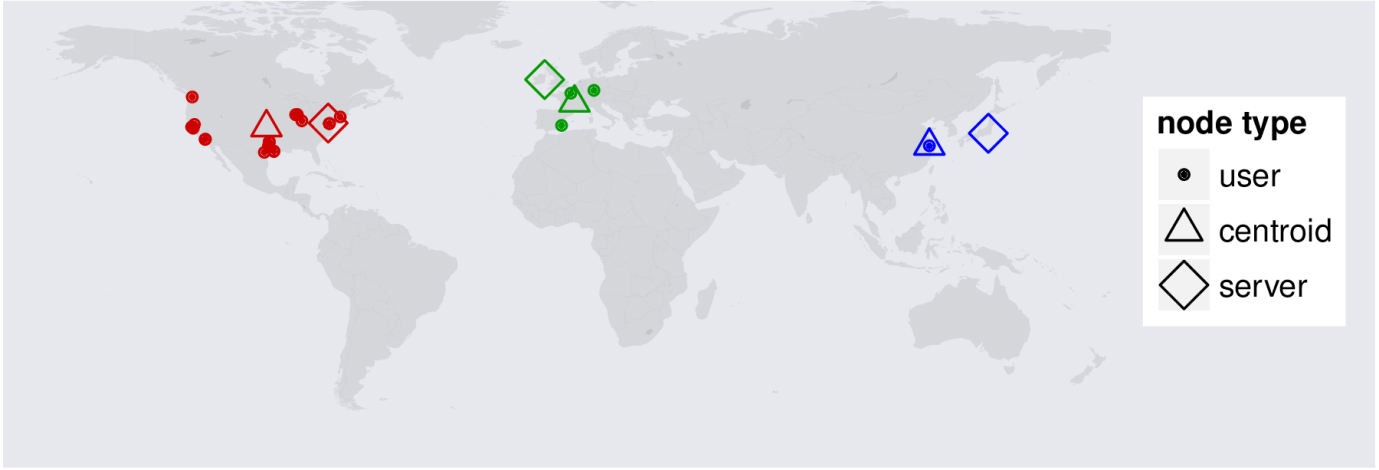 node type
user
centroid
server